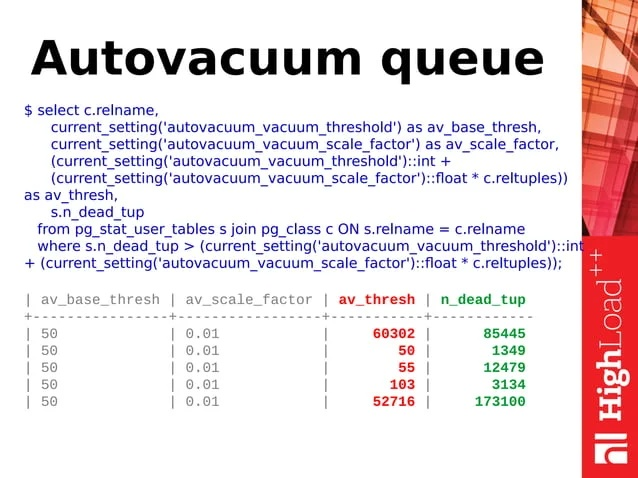 Autovacuum queue
$ select c.relname,
current_setting('autovacuum_vacuum_threshold') as av_base_thresh,
current_setting('autovacuum_vacuum_scale_factor') as av_scale_factor,
(current_setting('autovacuum_vacuum_threshold')::int +
(current_setting('autovacuum_vacuum_scale_factor')::float * c.reltuples))
as av_thresh,
s.n_dead_tup
from pg_stat_user_tables s join pg_class c ON s.relname = c.relname
where s.n_dead_tup > (current_setting('autovacuum_vacuum_threshold')::int
+ (current_setting('autovacuum_vacuum_scale_factor')::float * c.reltuples));
| av_base_thresh | av_scale_factor | av_thresh | n_dead_tup
+----------------+-----------------+-----------+------------
| 50 | 0.01 | 60302 | 85445
| 50 | 0.01 | 50 | 1349
| 50 | 0.01 | 55 | 12479
| 50 | 0.01 | 103 | 3134
| 50 | 0.01 | 52716 | 173100
HighLoad++